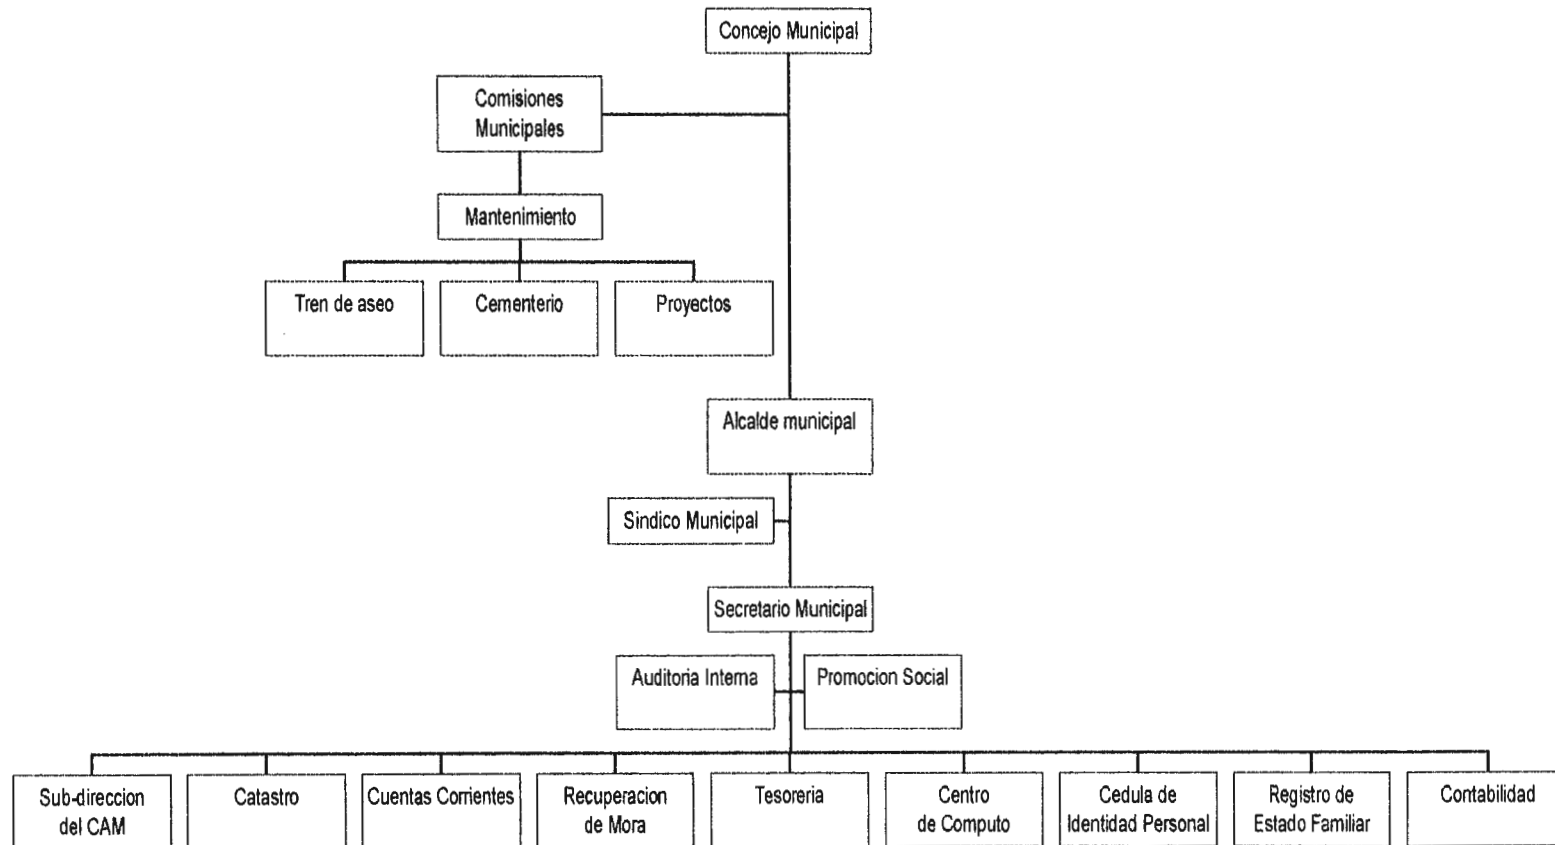 Concejo Municipal
Comisiones
Municipales
Mantenimiento
Tren de aseo
Cementerio
Proyectos
Alcalde municipal
Sindico Municipal
Secretario Municipal
Auditoria Interna
Promocion Social
Sub-direccion
del CAM
Catastro
Cuentas Corrientes
Recuperacion
de Mora
Tesoreria
Centro
de Computo
Cedula de
Identidad Personal
Registro de
Estado Familiar
Contabilidad